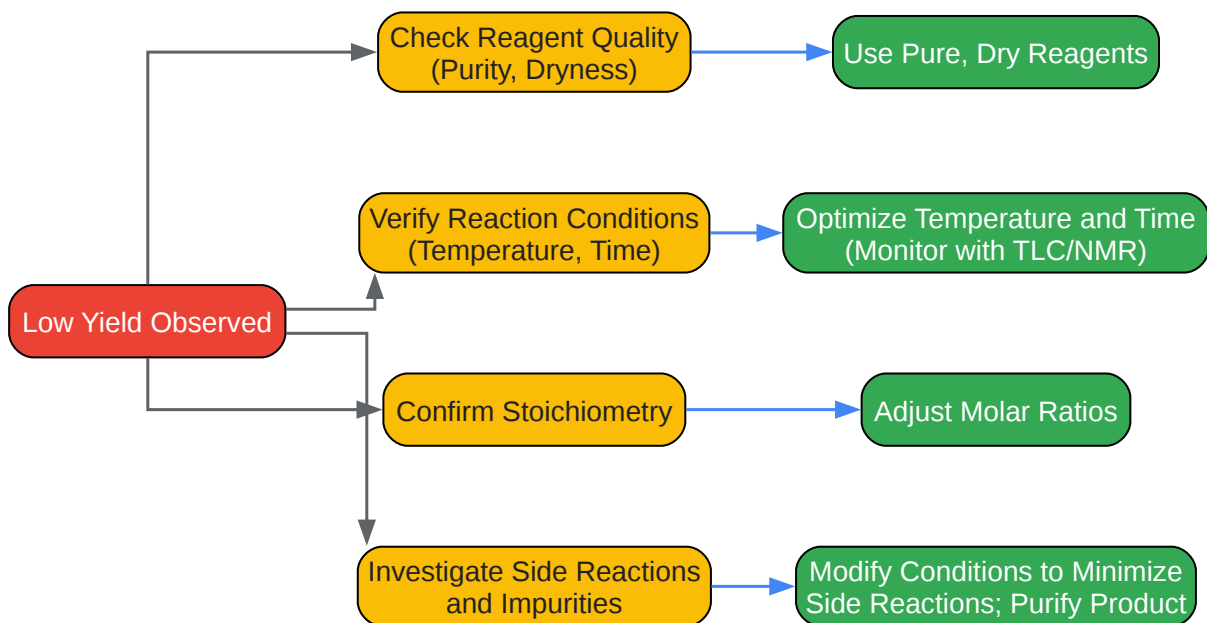 Check Reagent Quality
(Purity, Dryness)
Use Pure, Dry Reagents
Verify Reaction Conditions
(Temperature, Time)
Optimize Temperature and Time
(Monitor with TLC/NMR)
Low Yield Observed
Confirm Stoichiometry
Adjust Molar Ratios
Investigate Side Reactions
and Impurities
Modify Conditions to Minimize
Side Reactions; Purify Product